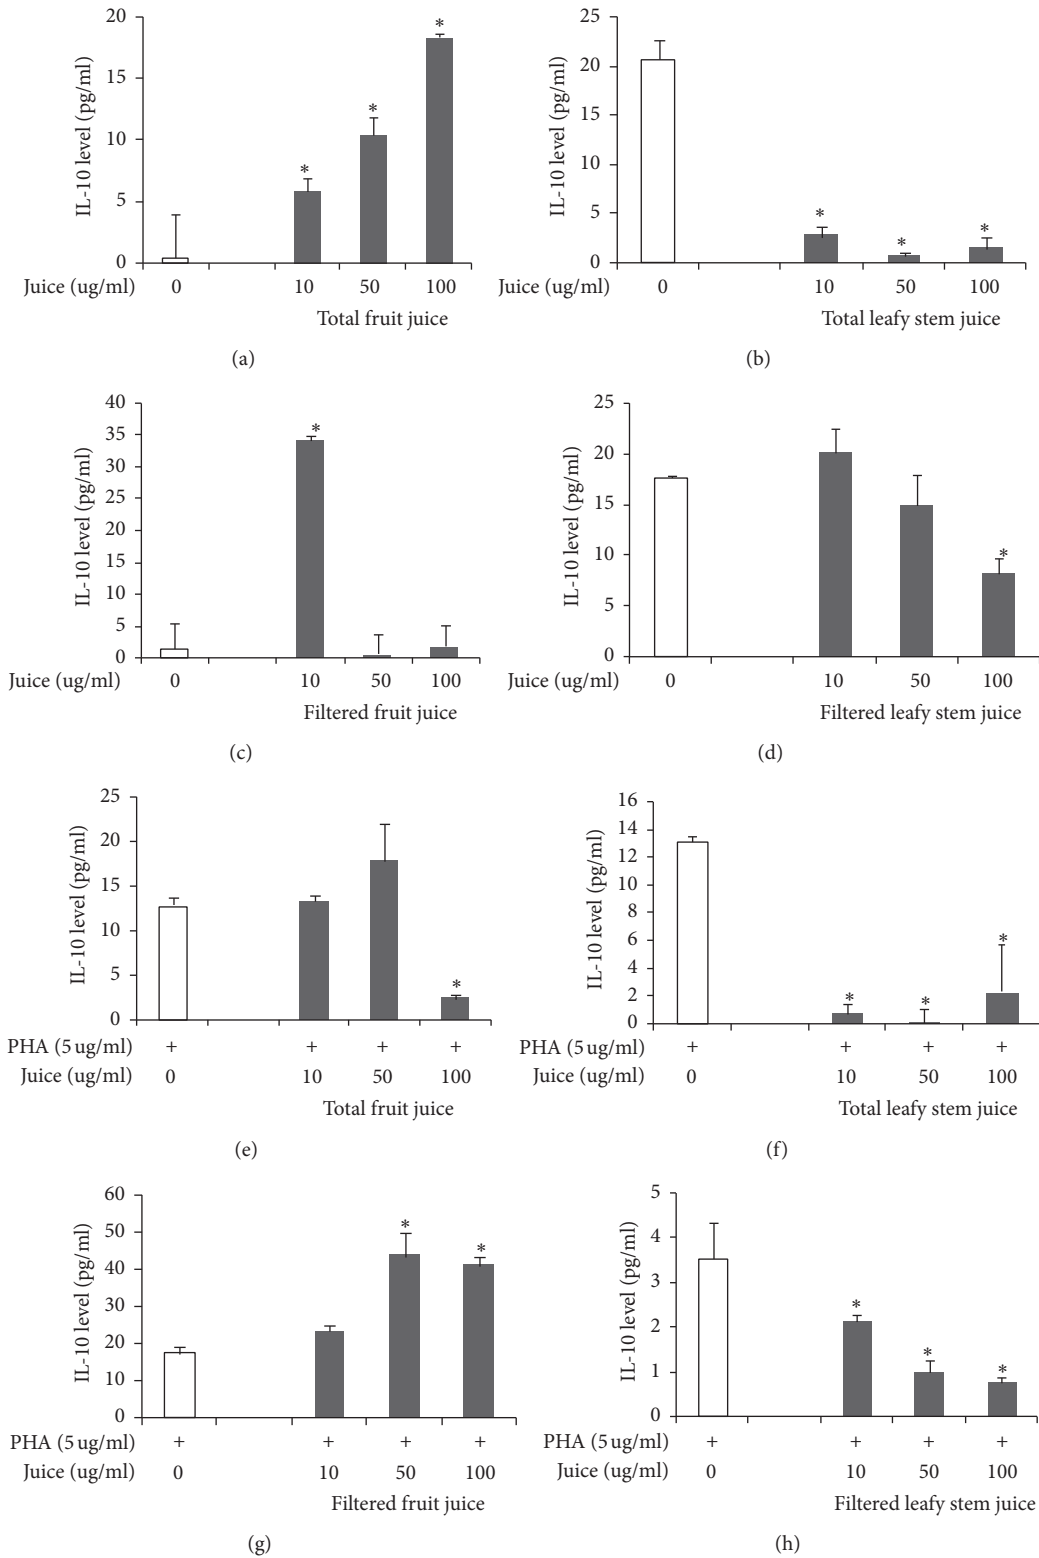 20
15
10
5
0
IL-10 level (pg/ml)
* * *
Juice (ug/ml) 0 10 50 100
Total fruit juice
(a)
25
20
15
10
5
0
IL-10 level (pg/ml)
* * *
Juice (ug/ml) 0 10 50 100
Total leafy stem juice
(b)
40
35
30
25
20
15
10
5
0
IL-10 level (pg/ml)
*
Juice (ug/ml) 0 10 50 100
Filtered fruit juice
(c)
25
20
15
10
5
0
IL-10 level (pg/ml)
*
Juice (ug/ml) 0 10 50 100
Filtered leafy stem juice
(d)
25
20
15
10
5
0
IL-10 level (pg/ml)
*
PHA (5 ug/ml) + + + +
Juice (ug/ml) 0 10 50 100
Total fruit juice
(e)
16
14
12
10
8
6
4
2
0
IL-10 level (pg/ml)
* * *
PHA (5 ug/ml) + + + +
Juice (ug/ml) 0 10 50 100
Total leafy stem juice
(f)
60
50
40
30
20
10
0
IL-10 level (pg/ml)
* *
PHA (5 ug/ml) + + + +
Juice (ug/ml) 0 10 50 100
Filtered fruit juice
(g)
5
4
3
2
1
0
IL-10 level (pg/ml)
* * *
PHA (5 ug/ml) + + + +
Juice (ug/ml) 0 10 50 100
Filtered leafy stem juice
(h)